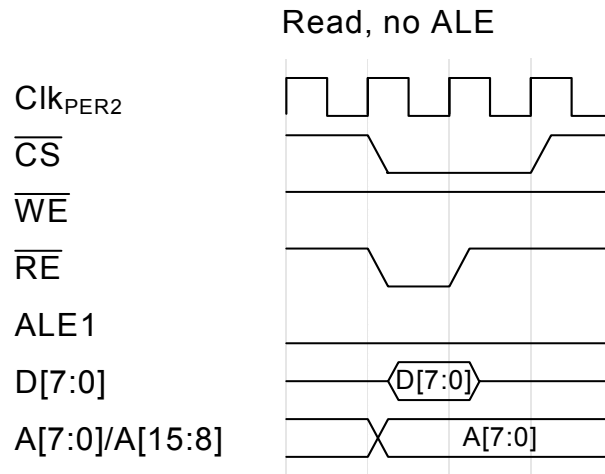 Read, no ALE
ClkPER2
CS
WE
RE
ALE1
D[7:0] D[7:0]
A[7:0]/A[15:8] A[7:0]